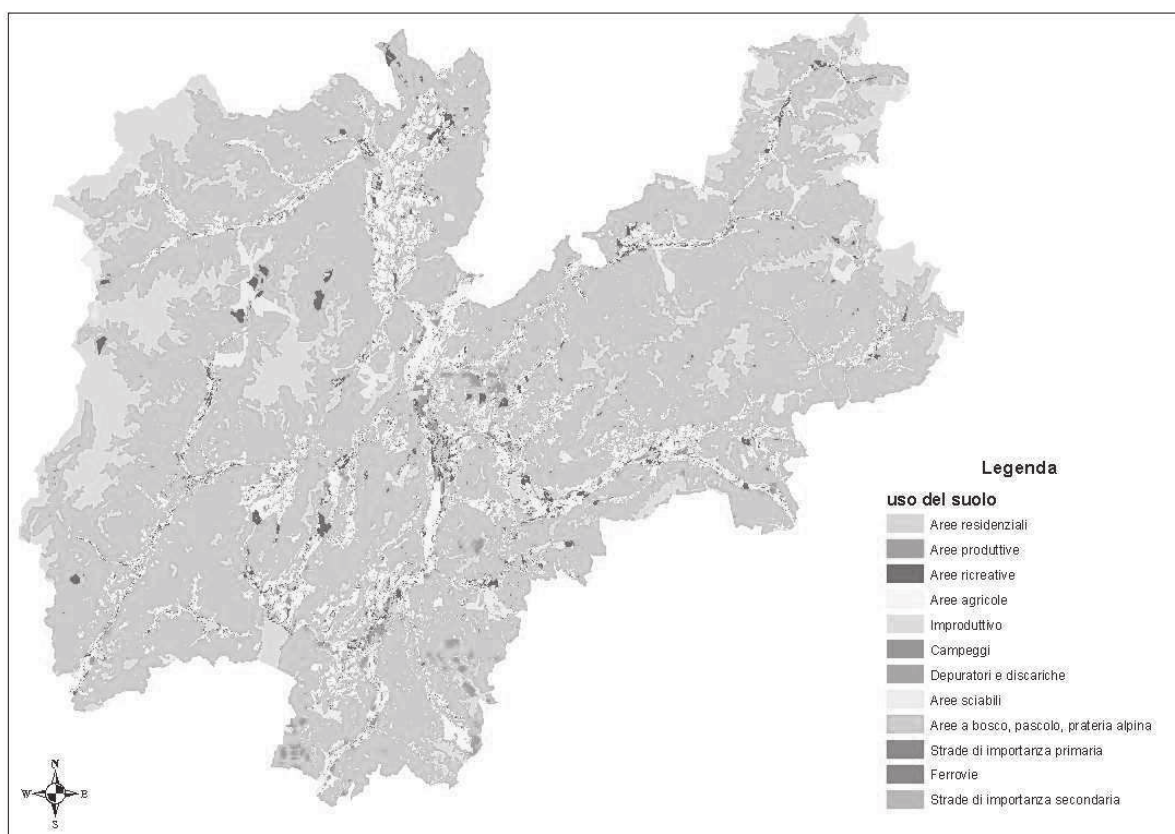 Legenda
uso del suolo
Aree residenziali
Aree produttive
Aree ricreative
Aree agricole
Improduttivo
Campeggi
Depuratori e discariche
Aree sciabili
Aree a bosco, pascolo, prateria alpina
Strade di importanza primaria
Ferrovie
Strade di importanza secondaria
N
W E
S